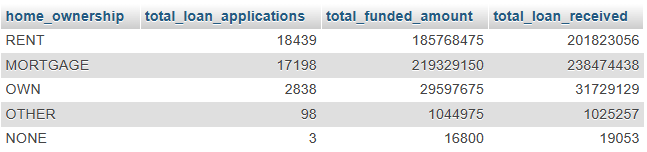 home_ownership total_loan_applications total_funded_amount total_loan_received
RENT 18439 185768475 201823056
MORTGAGE 17198 219329150 238474438
OWN 2838 29597675 31729129
OTHER 98 1044975 1025257
NONE 3 16800 19053